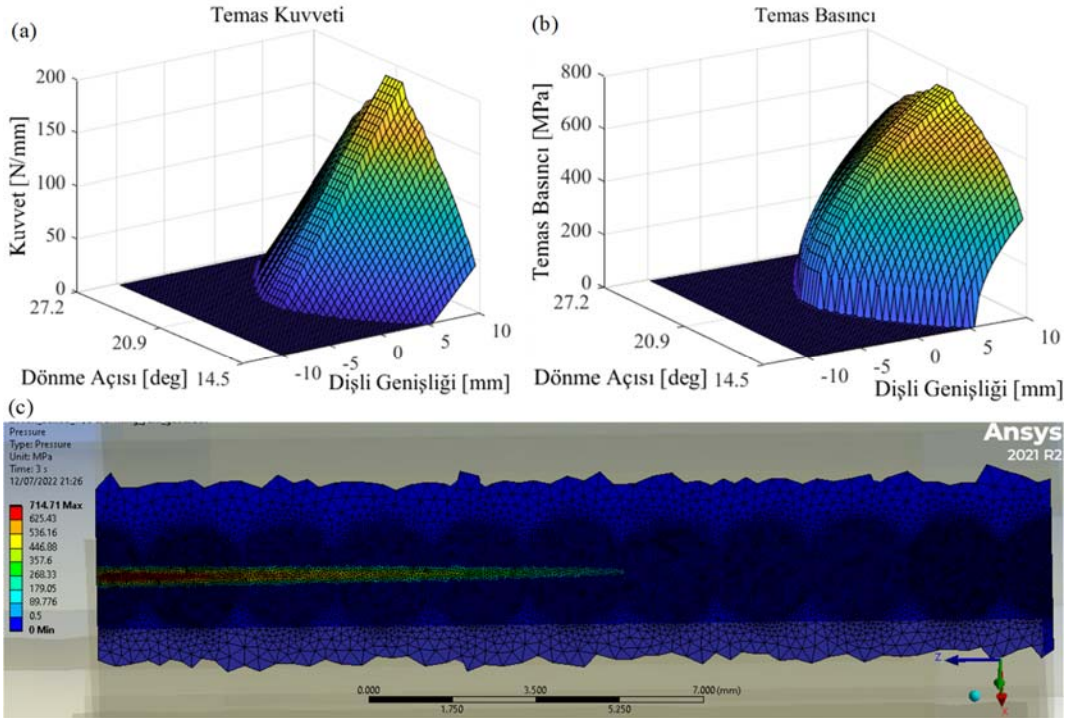 (a)
Temas Kuvveti
Kuvvet [N/mm]
200
150
100
50
0
27.2
20.9
14.5
Dönme Açısı [deg]
-10
-5
0
5
10
Dişli Genişliği [mm]
(b)
Temas Basıncı
Temas Basıncı [MPa]
800
600
400
200
0
27.2
20.9
14.5
Dönme Açısı [deg]
-10
-5
0
5
10
Dişli Genişliği [mm]
(c)
Pressure
Type: Pressure
Unit: MPa
Time: 3 s
12/07/2022 21:26
714.71 Max
625.43
536.16
446.88
357.6
268.33
179.05
89.776
0.5
0 Min
Ansys
2021 R2
0.000
3.500
7.000 (mm)
1.750
5.250
Z
X